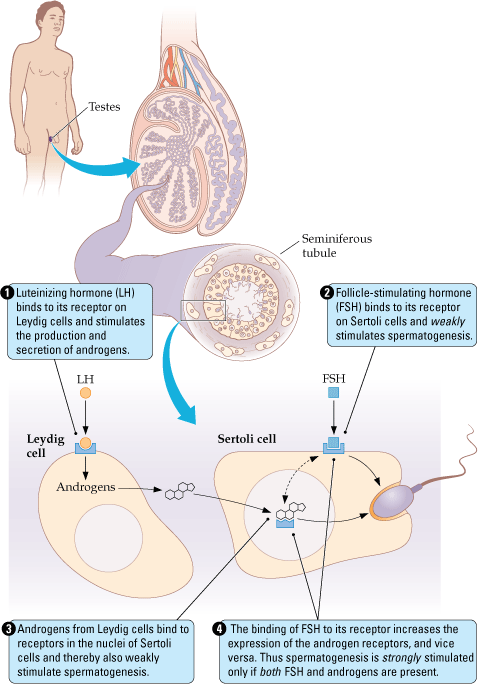 Testes
Seminiferous
tubule
1 Luteinizing hormone (LH)
binds to its receptor on
Leydig cells and stimulates
the production and
secretion of androgens.
2 Follicle-stimulating hormone
(FSH) binds to its receptor
on Sertoli cells and weakly
stimulates spermatogenesis.
LH
FSH
Leydig
cell
Sertoli cell
Androgens
3 Androgens from Leydig cells bind to
receptors in the nuclei of Sertoli
cells and thereby also weakly
stimulate spermatogenesis.
4 The binding of FSH to its receptor increases the
expression of the androgen receptors, and vice
versa. Thus spermatogenesis is strongly stimulated
only if both FSH and androgens are present.